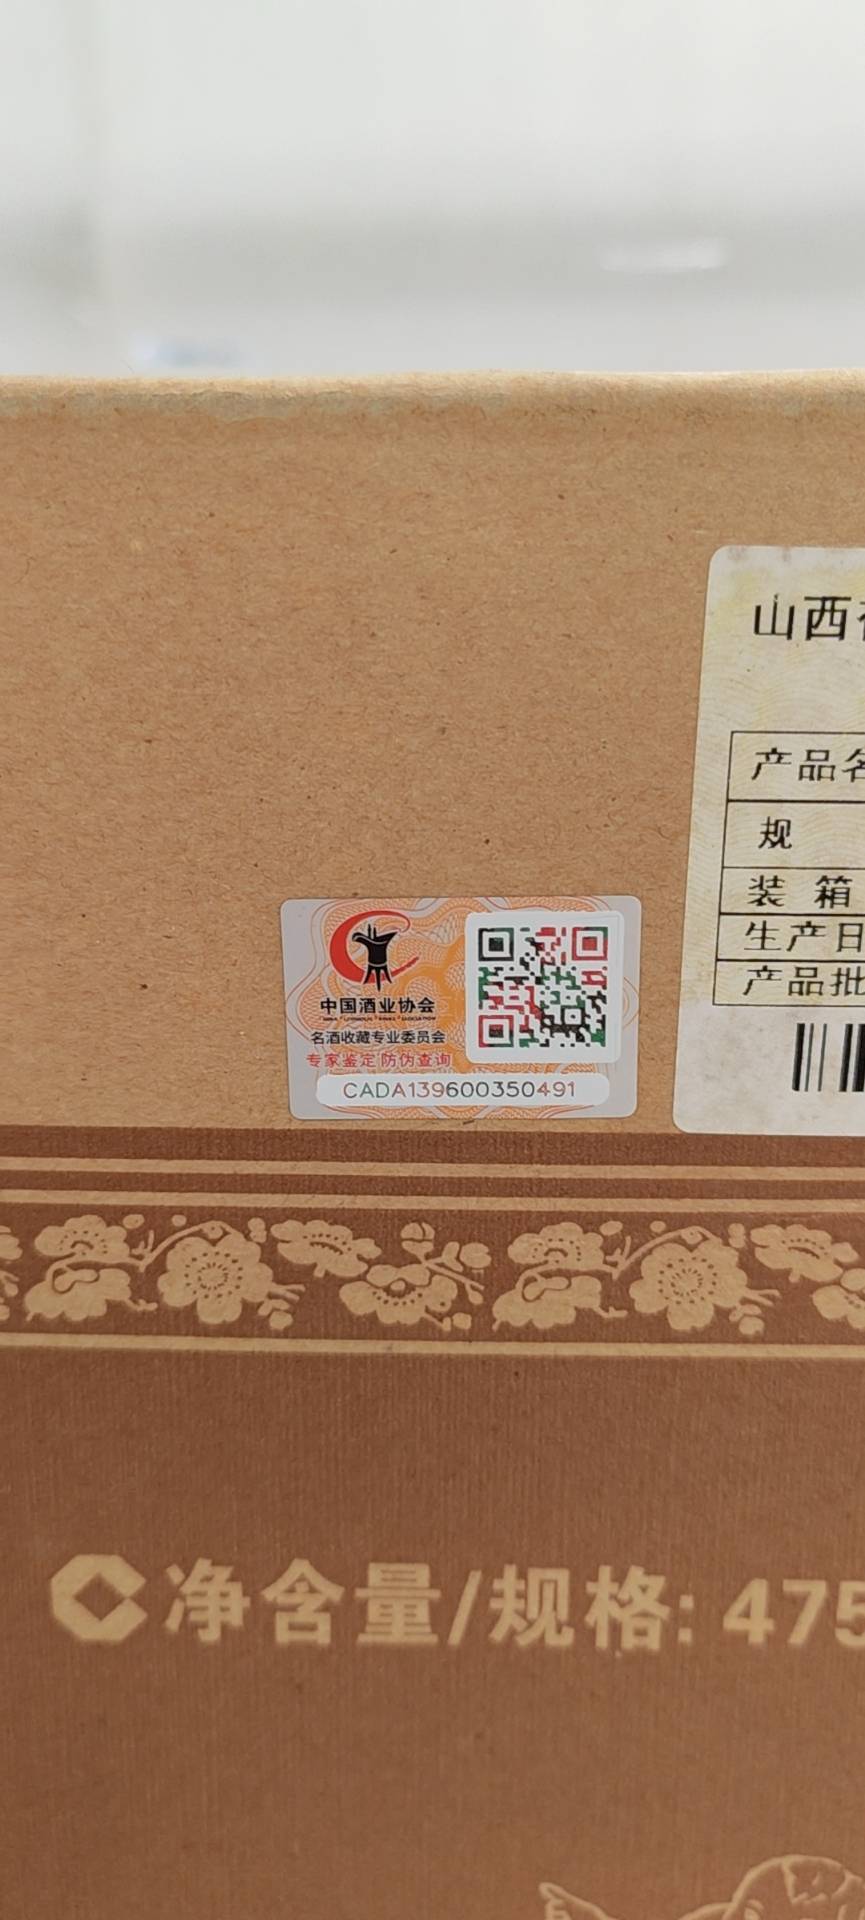 山西
产品名
规
装 箱
生产日
产品批
中国酒业协会
名酒收藏专业委员会
专家鉴定 防伪查询
CADA139600350491
净含量/规格: 475